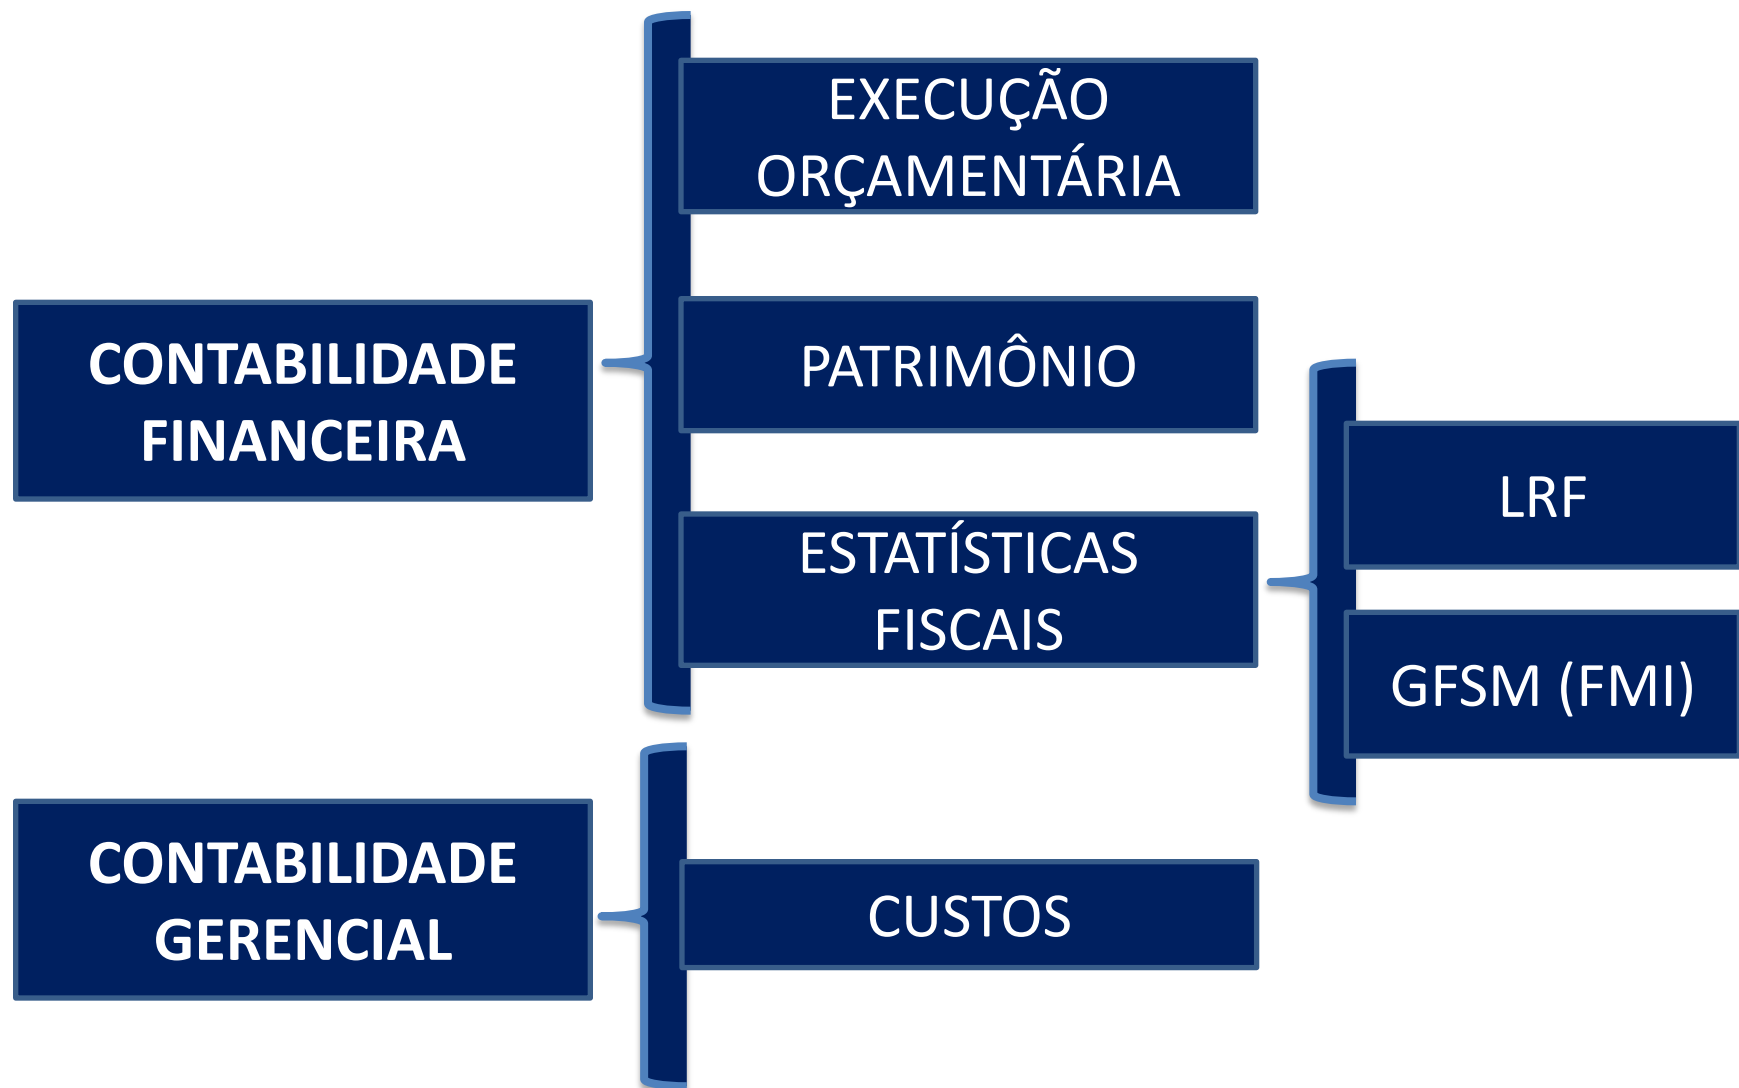 EXECUÇÃO
ORÇAMENTÁRIA
CONTABILIDADE
FINANCEIRA
PATRIMÔNIO
ESTATÍSTICAS
FISCAIS
LRF
GFSM (FMI)
CONTABILIDADE
GERENCIAL
CUSTOS